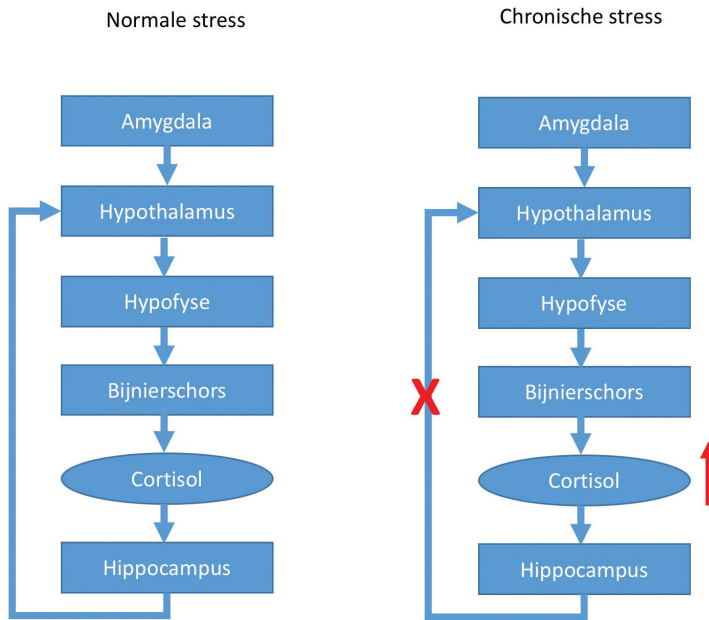 Normale stress
Amygdala
Hypothalamus
Hypofyse
Bijnierschors
Cortisol
Hippocampus
Chronische stress
Amygdala
Hypothalamus
Hypofyse
Bijnierschors
X
Cortisol
Hippocampus